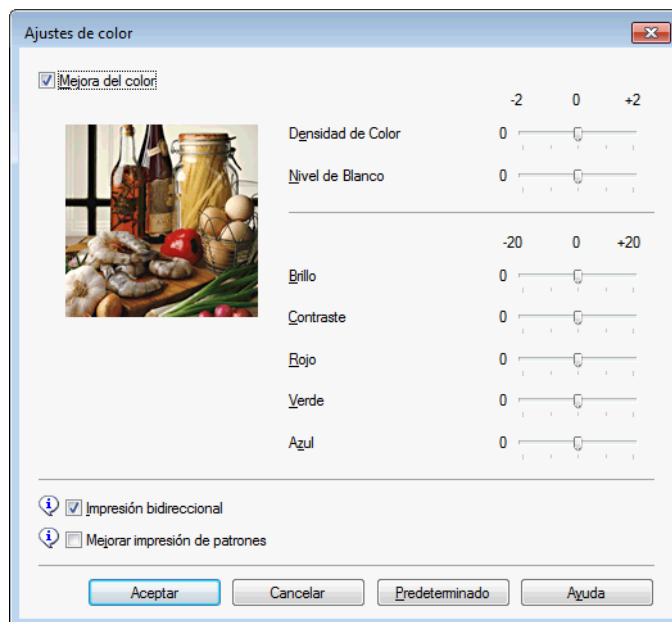 Ajustes de color
Mejora del color
-2 0 +2
Densidad de Color 0
Nivel de Blanco 0
-20 0 +20
Brillo 0
Contraste 0
Rojo 0
Verde 0
Azul 0
Impresión bidireccional
Mejorar impresión de patrones
Aceptar Cancelar Predeterminado Ayuda